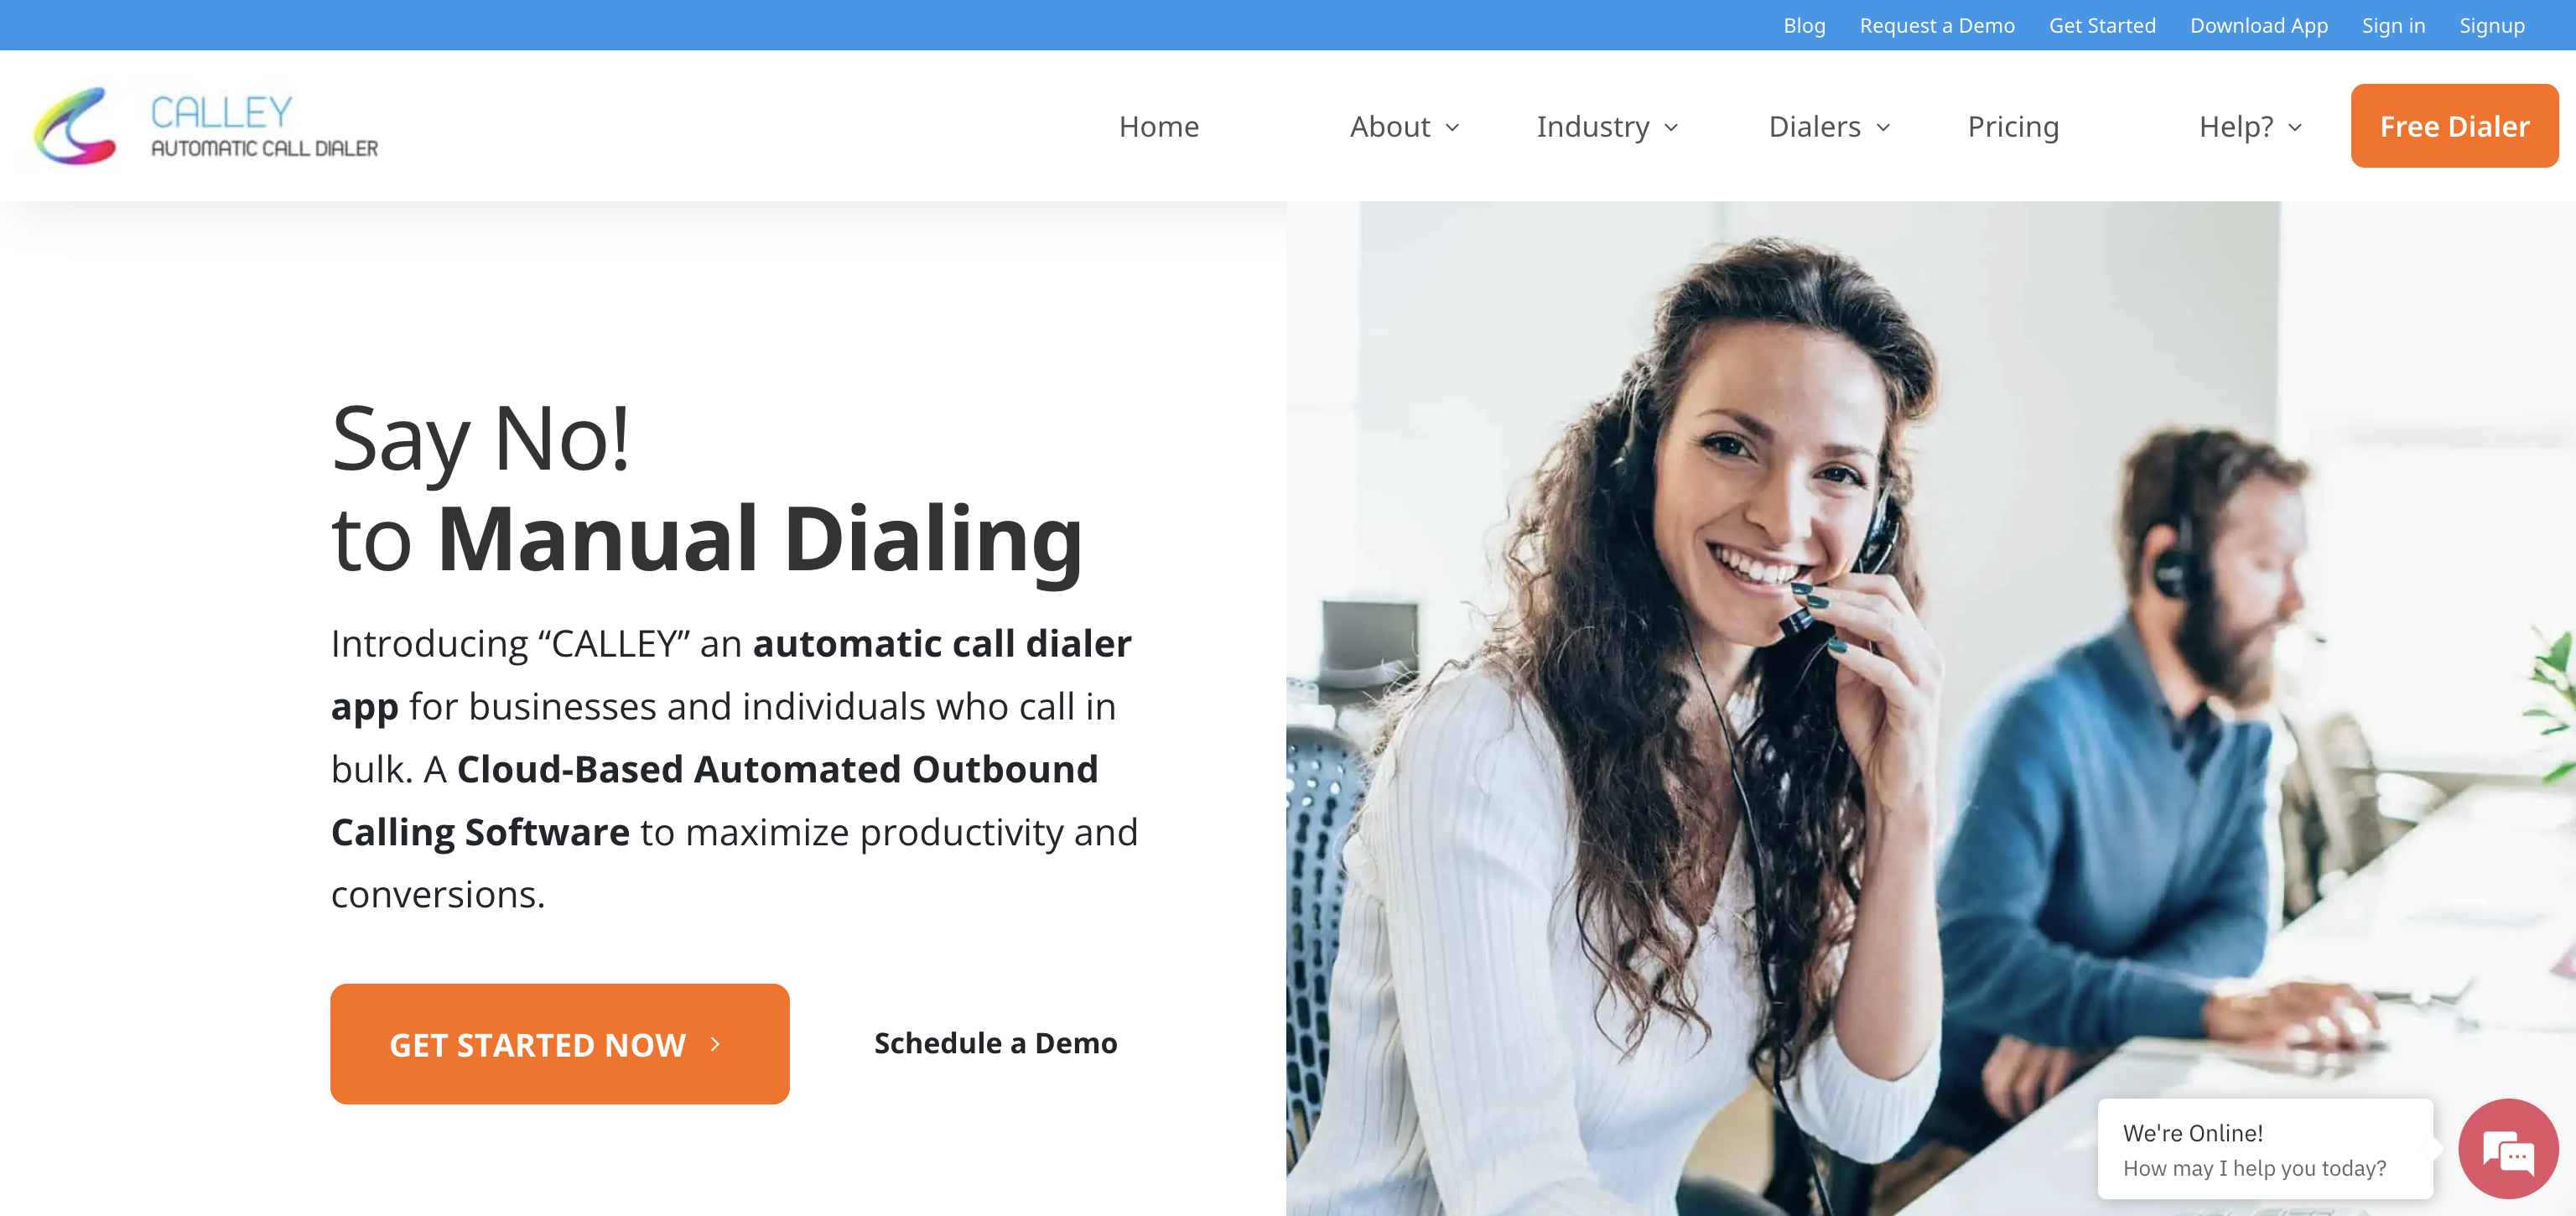 Blog Request a Demo Get Started Download App Sign in Signup
CALLEY
AUTOMATIC CALL DIALER
Home About Industry Dialers Pricing Help? Free Dialer
Say No!
to Manual Dialing
Introducing “CALLEY” an automatic call dialer
app for businesses and individuals who call in
bulk. A Cloud-Based Automated Outbound
Calling Software to maximize productivity and
conversions.
GET STARTED NOW
Schedule a Demo
We're Online!
How may I help you today?